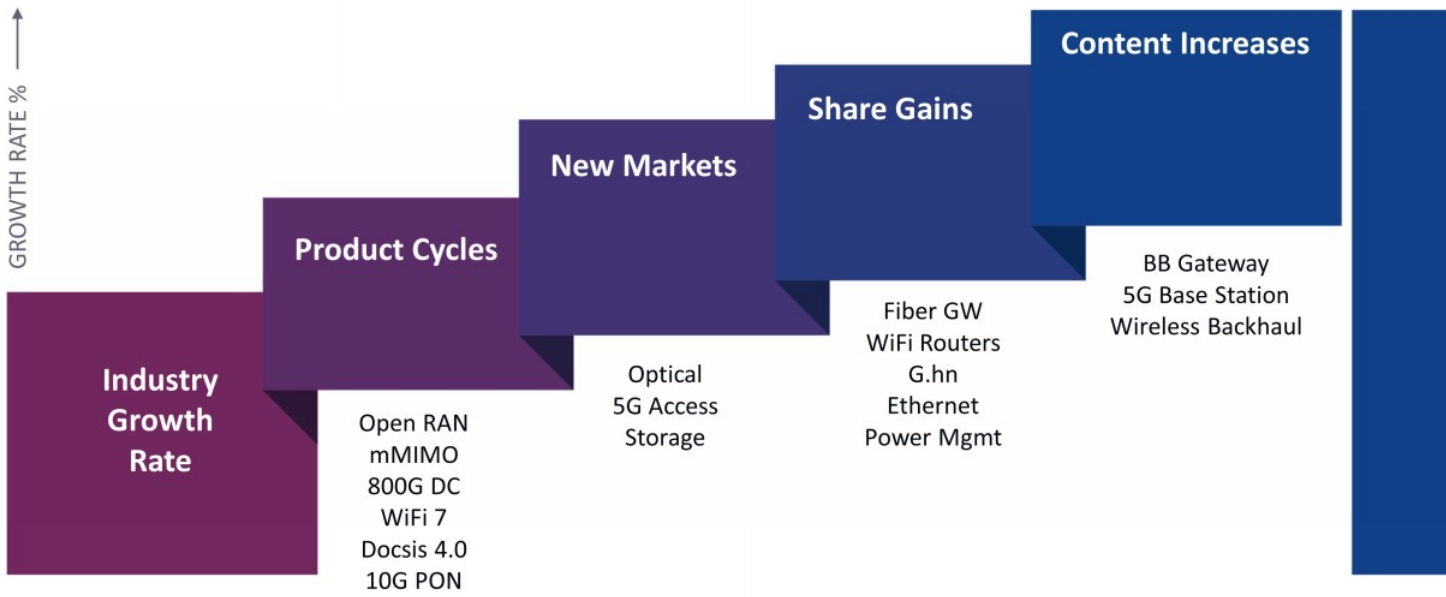 GROWTH RATE %
Industry
Growth
Rate
Product Cycles
Open RAN
mMIMO
800G DC
WiFi 7
Docsis 4.0
10G PON
New Markets
Optical
5G Access
Storage
Share Gains
Fiber GW
WiFi Routers
G.hn
Ethernet
Power Mgmt
Content Increases
BB Gateway
5G Base Station
Wireless Backhaul